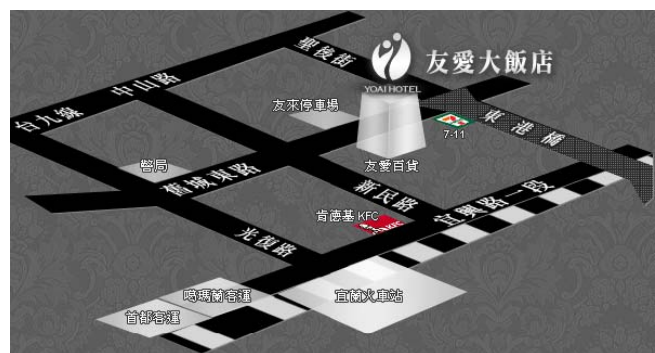 聖後街
友愛大飯店
YOAI HOTEL
中山路
台九線
友來停車場
7-11
東港
警局
舊城東路
友愛百貨
新民路
宜興路一段
肯德基 KFC
光復路
噶瑪蘭客運
宜蘭火車站
首都客運